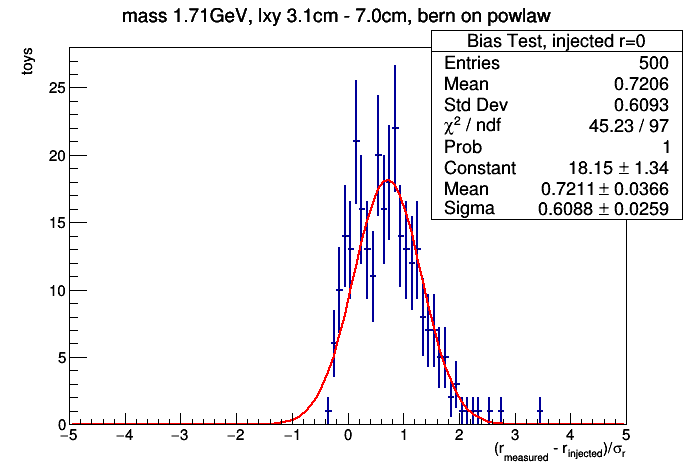 mass 1.71GeV, lxy 3.1cm - 7.0cm, bern on powlaw
Bias Test, injected r=0
Entries 500
Mean 0.7206
Std Dev 0.6093
χ² / ndf 45.23 / 97
Prob 1
Constant 18.15 ± 1.34
Mean 0.7211 ± 0.0366
Sigma 0.6088 ± 0.0259
toys
25
20
15
10
5
0
−5 −4 −3 −2 −1 0 1 2 3 4 5
(r_measured - r_injected)/σ_r